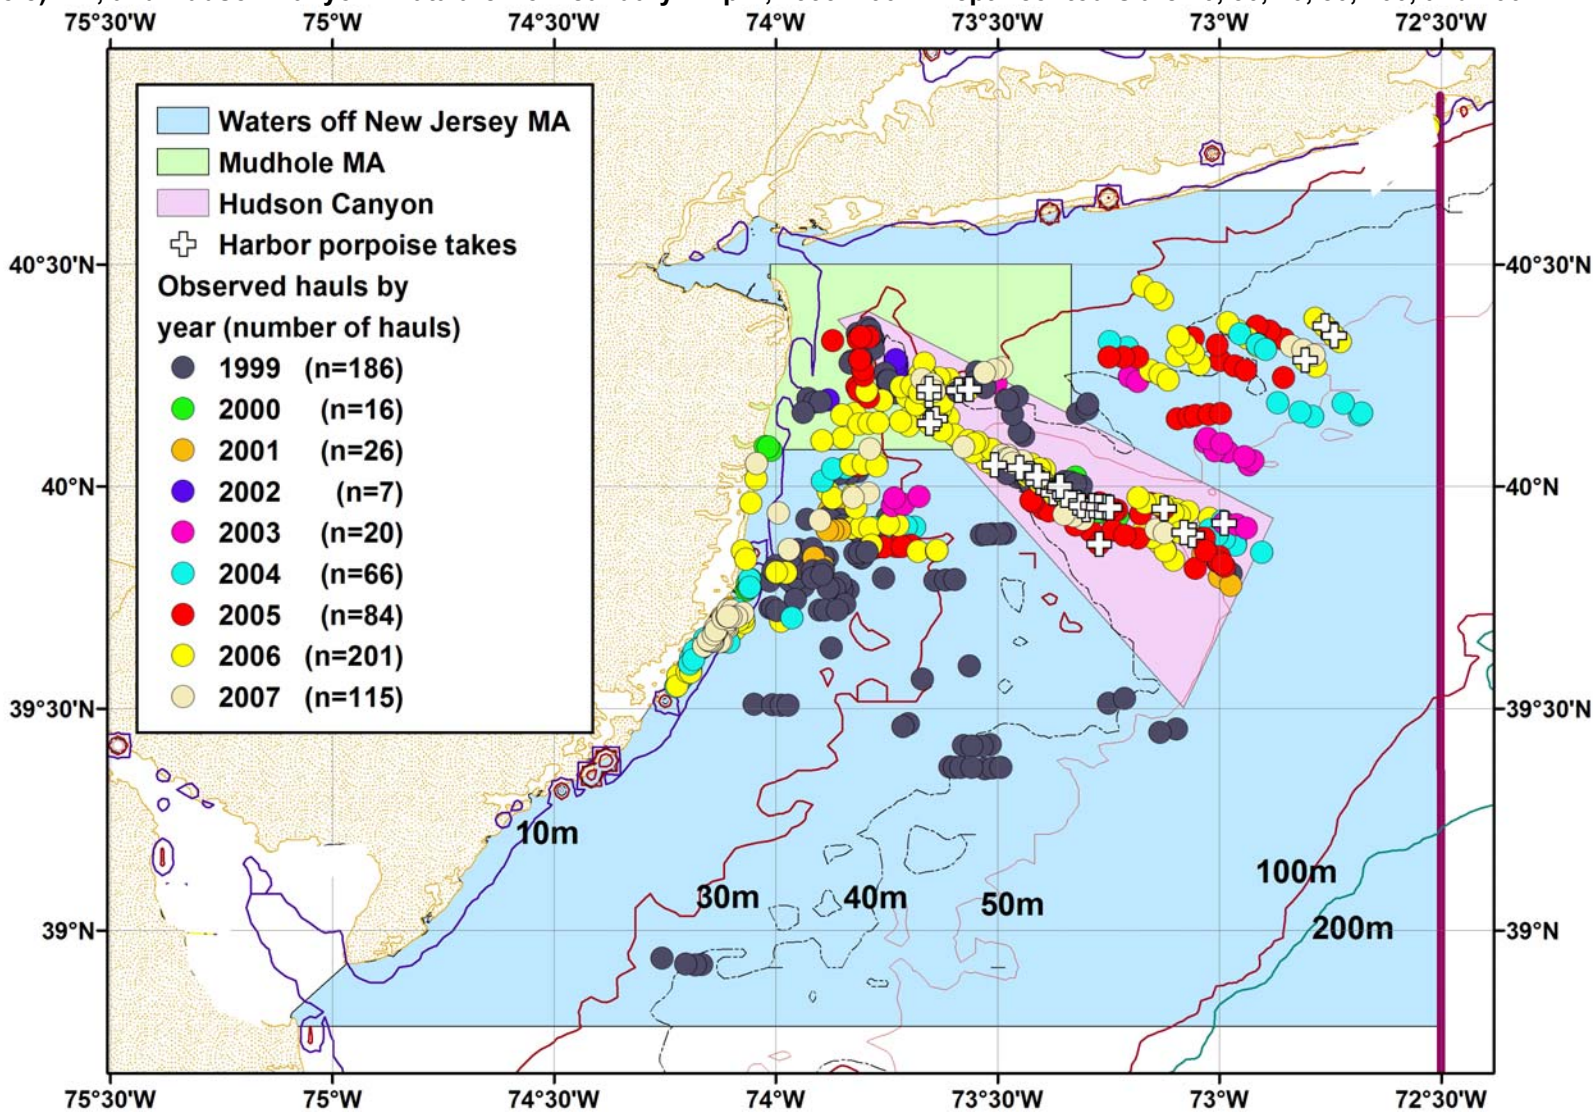 75°30'W 75°W 74°30'W 74°W 73°30'W 73°W 72°30'W
Waters off New Jersey MA
Mudhole MA
Hudson Canyon
Harbor porpoise takes
Observed hauls by
year (number of hauls)
1999 (n=186)
2000 (n=16)
2001 (n=26)
2002 (n=7)
2003 (n=20)
2004 (n=66)
2005 (n=84)
2006 (n=201)
2007 (n=115)
40°30'N 40°30'N
40°N 40°N
39°30'N 39°30'N
10m
30m 40m 50m 100m
200m
39°N 39°N
75°30'W 75°W 74°30'W 74°W 73°30'W 73°W 72°30'W